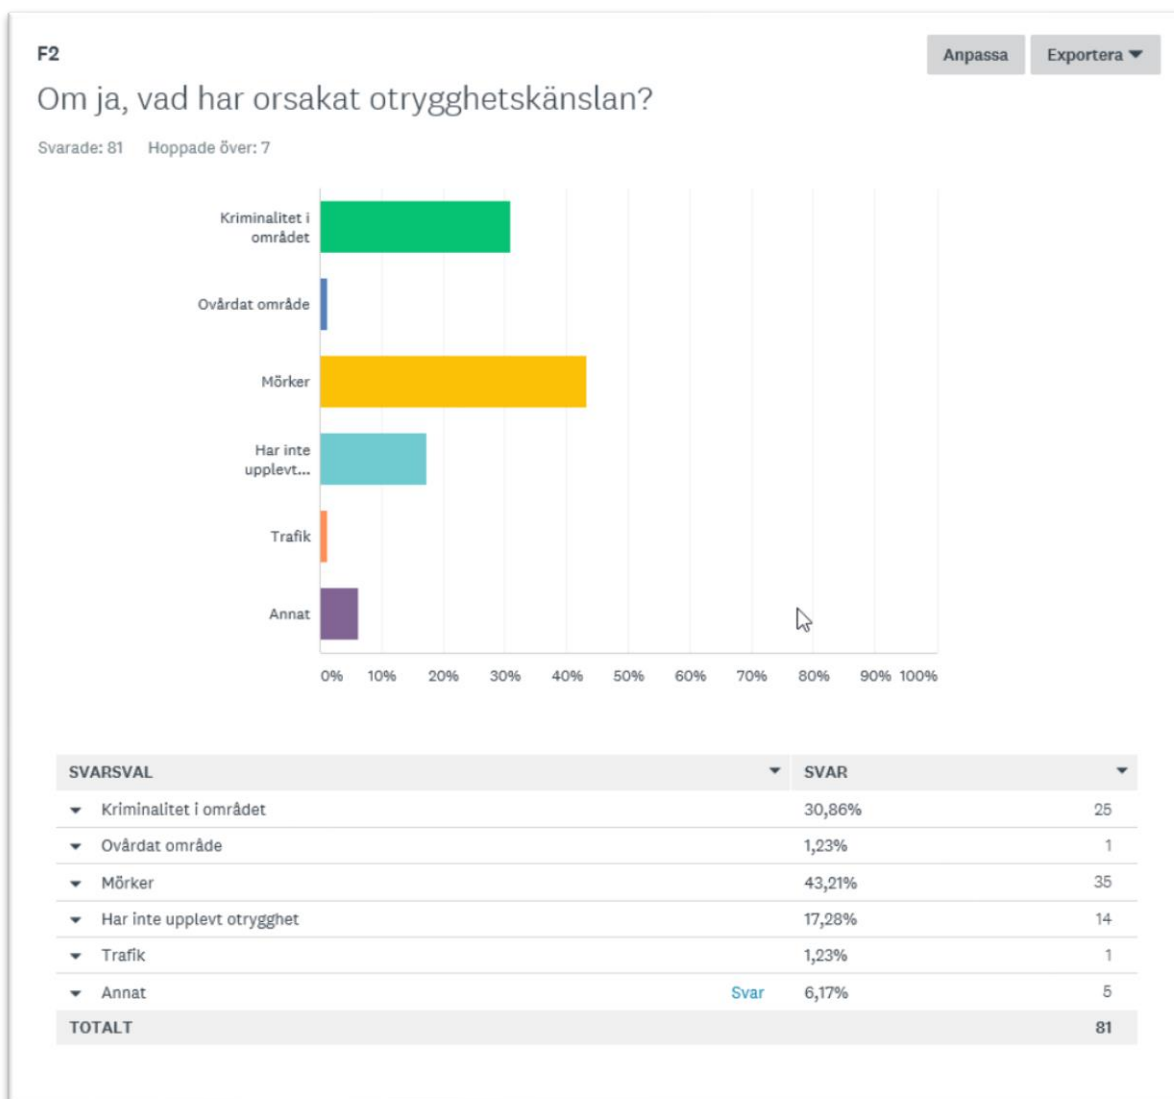 F2
Anpassa Exportera
Om ja, vad har orsakat otrygghetskänslan?
Svarade: 81 Hoppade över: 7
Kriminalitet i
området
Ovårdat område
Mörker
Har inte
upplevt...
Trafik
Annat
0% 10% 20% 30% 40% 50% 60% 70% 80% 90% 100%
SVARSVAL SVAR
Kriminalitet i området 30,86% 25
Ovårdat område 1,23% 1
Mörker 43,21% 35
Har inte upplevt otrygghet 17,28% 14
Trafik 1,23% 1
Annat Svar 6,17% 5
TOTALT 81